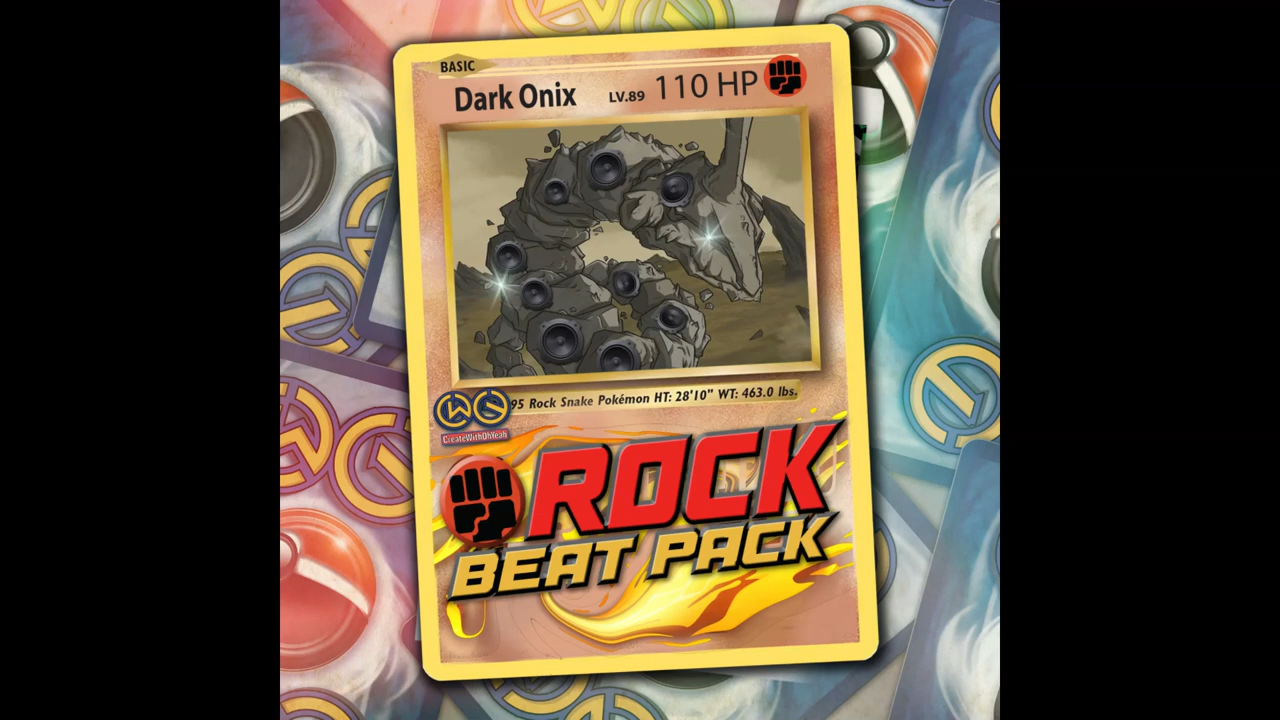 BASIC
Dark Onix LV.89 110 HP
95 Rock Snake Pokémon HT: 28'10" WT: 463.0 lbs.
CreateWithOhYeah
ROCK
BEAT PACK